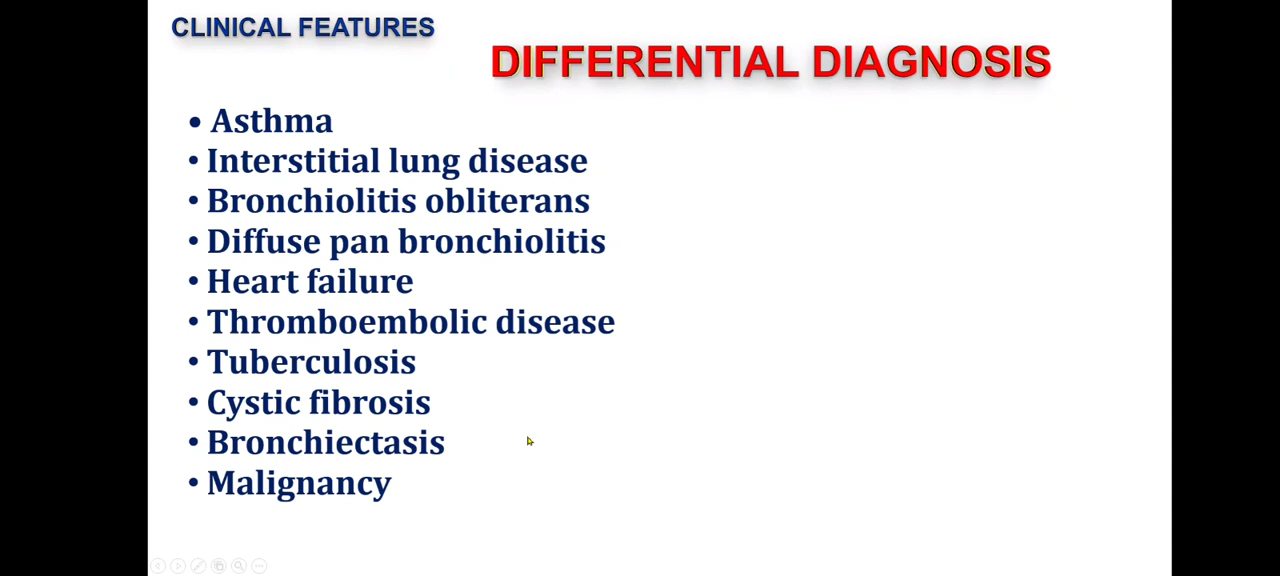 CLINICAL FEATURES
DIFFERENTIAL DIAGNOSIS
• Asthma
• Interstitial lung disease
• Bronchiolitis obliterans
• Diffuse pan bronchiolitis
• Heart failure
• Thromboembolic disease
• Tuberculosis
• Cystic fibrosis
• Bronchiectasis
• Malignancy